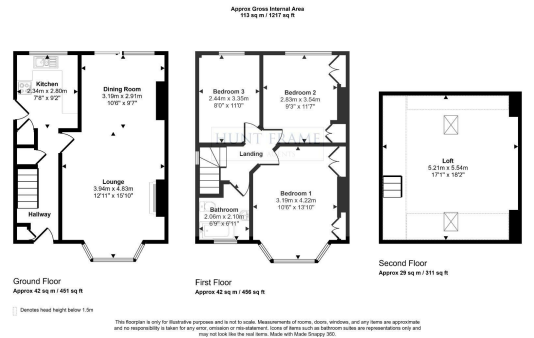 Approx Gross Internal Area
113 sq m / 1217 sq ft
Kitchen
2.34m x 2.80m
7'8" x 9'2"
Dining Room
3.19m x 2.91m
10'6" x 9'7"
Lounge
3.94m x 4.83m
12'11" x 15'10"
Hallway
Ground Floor
Approx 42 sq m / 451 sq ft
Bedroom 3
2.44m x 3.35m
8'0" x 11'0"
Bedroom 2
2.83m x 3.54m
9'3" x 11'7"
HUNT FRAME
Landing
Bedroom 1
3.19m x 4.22m
10'6" x 13'10"
Bathroom
2.06m x 2.10m
6'9" x 6'11"
First Floor
Approx 42 sq m / 456 sq ft
Loft
5.21m x 5.54m
17'1" x 18'2"
Second Floor
Approx 29 sq m / 311 sq ft
Denotes head height below 1.5m
This floorplan is only for illustrative purposes and is not to scale. Measurements of rooms, doors, windows, and any items are approximate
and no responsibility is taken for any error, omission or mis-statement. Icons of items such as bathroom suites are representations only and
may not look like the real items. Made with Made Snappy 360.